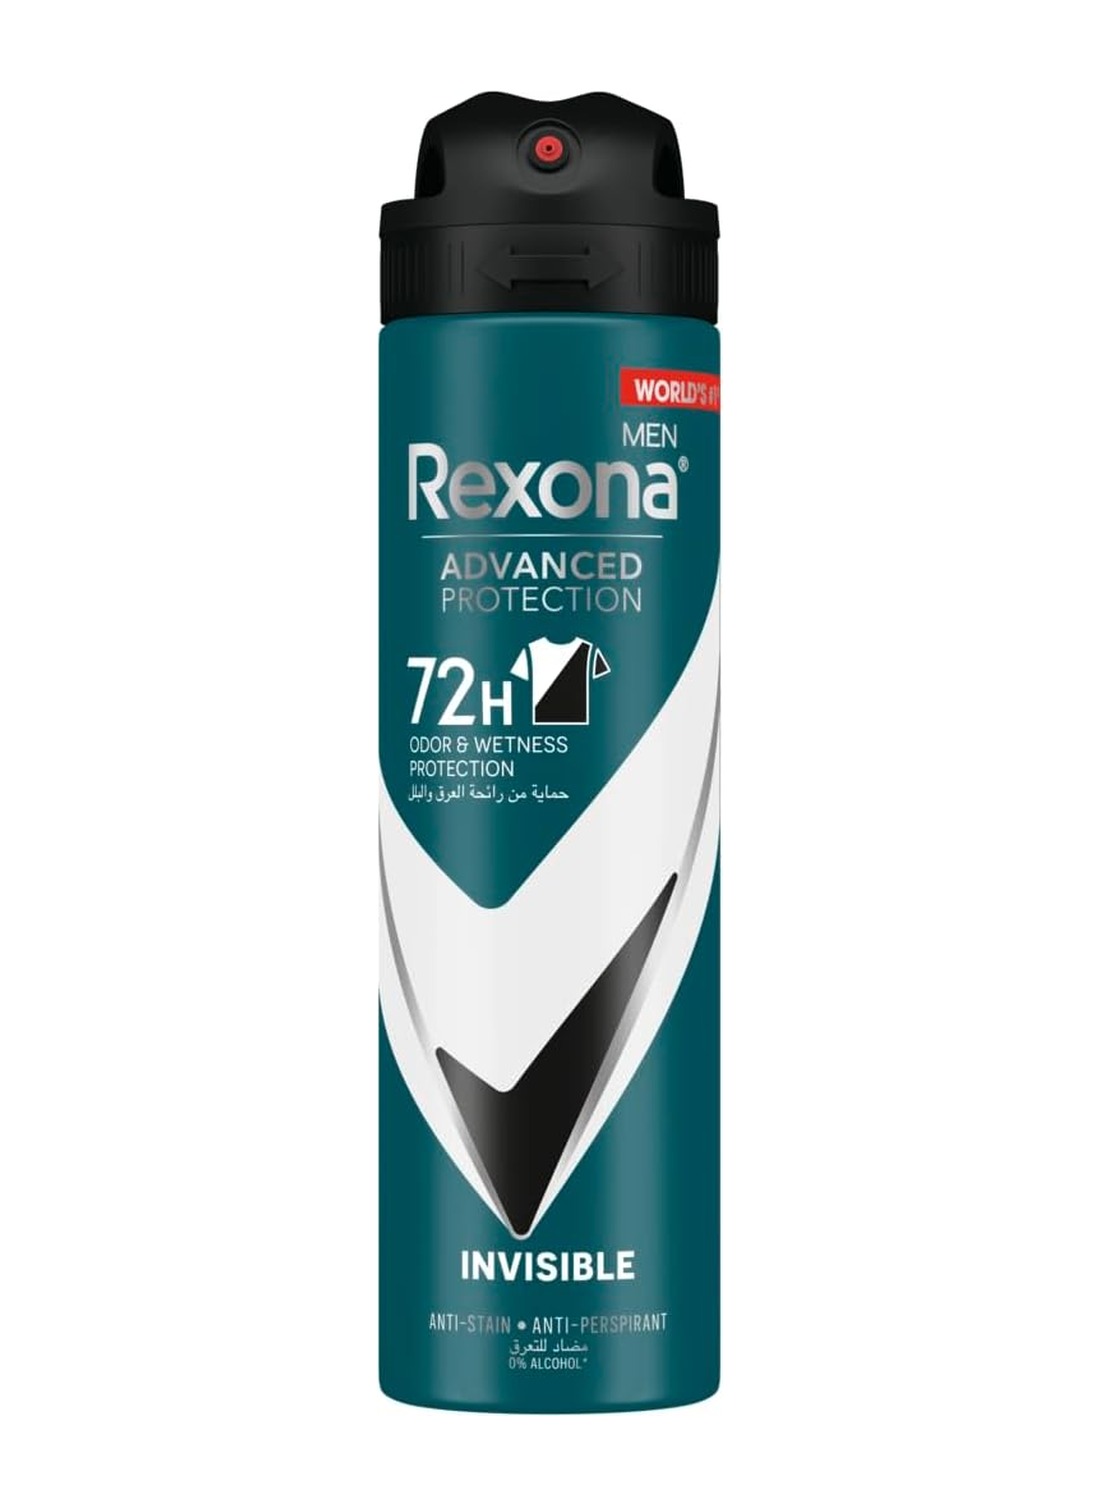 WORLD'S #1
MEN
Rexona®
ADVANCED
PROTECTION
72H
ODOR & WETNESS
PROTECTION
حماية من رائحة العرق والبلل
INVISIBLE
ANTI-STAIN • ANTI-PERSPIRANT
مضاد للتعرق
0% ALCOHOL*